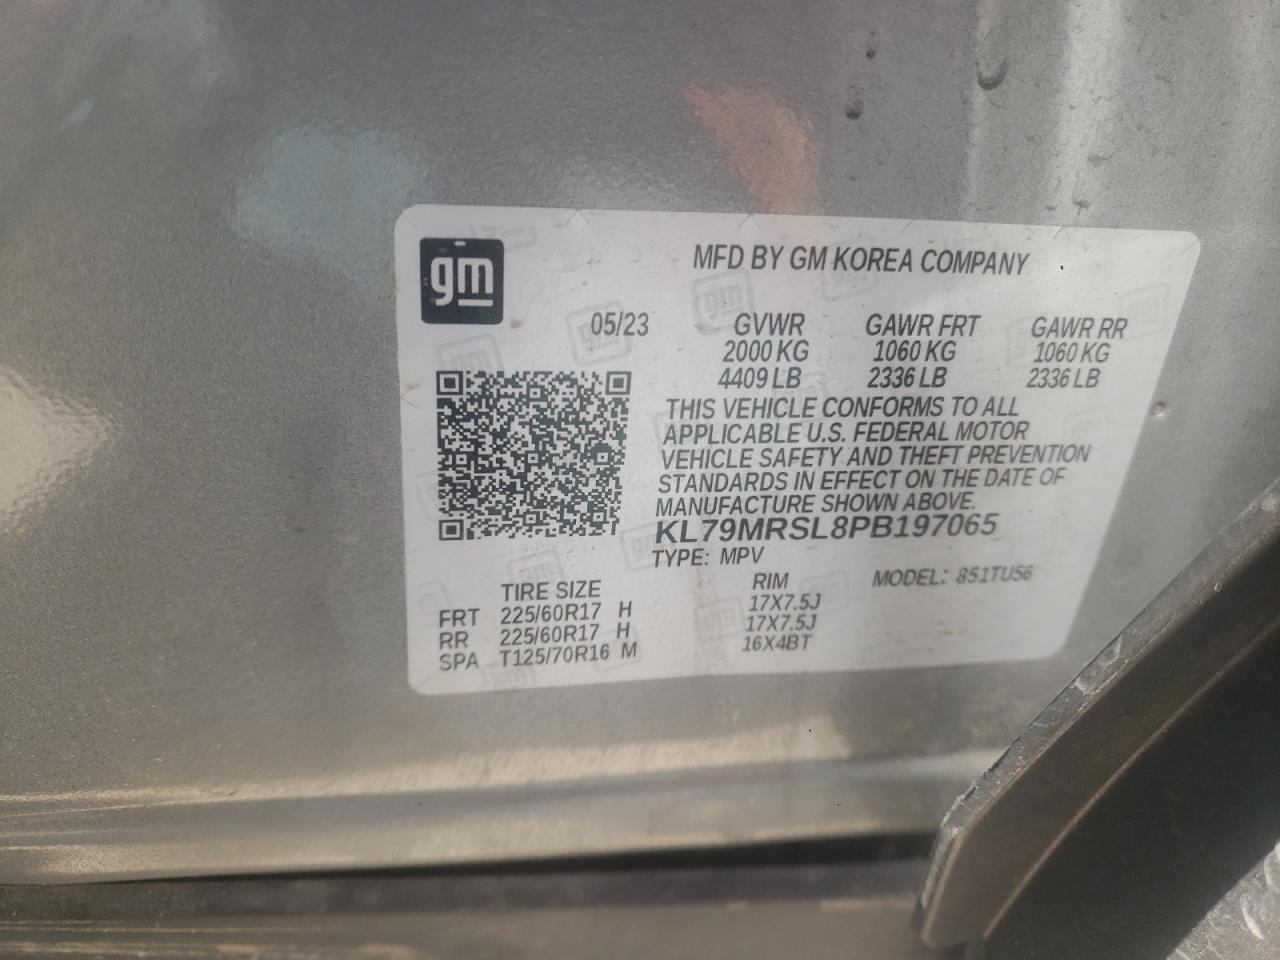 gm
MFD BY GM KOREA COMPANY
05/23 GVWR GAWR FRT GAWR RR
2000 KG 1060 KG 1060 KG
4409 LB 2336 LB 2336 LB
THIS VEHICLE CONFORMS TO ALL
APPLICABLE U.S. FEDERAL MOTOR
VEHICLE SAFETY AND THEFT PREVENTION
STANDARDS IN EFFECT ON THE DATE OF
MANUFACTURE SHOWN ABOVE.
KL79MRSL8PB197065
TYPE: MPV
TIRE SIZE RIM MODEL: 851TU56
FRT 225/60R17 H 17X7.5J
RR 225/60R17 H 17X7.5J
SPA T125/70R16 M 16X4BT